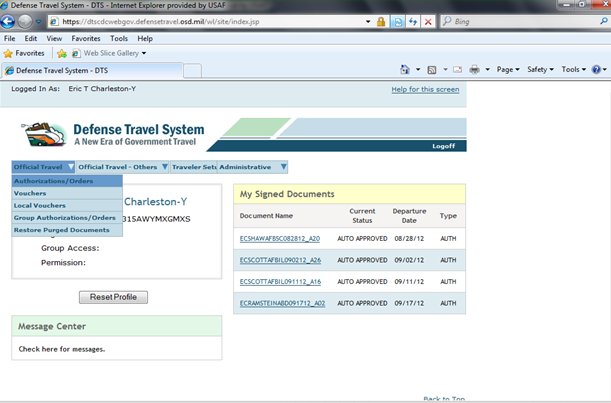 Defense Travel System - DTS - Internet Explorer provided by USAF
https://dtscdcwebgov.defensetravel.osd.mil/wl/site/index.jsp
Bing
File Edit View Favorites Tools Help
Favorites Web Slice Gallery
Defense Travel System - DTS
Page Safety Tools
Logged In As: Eric T Charleston-Y
Help for this screen
Defense Travel System
A New Era of Government Travel
Logoff
Official Travel Official Travel - Others Traveler Setu Administrative
Authorizations/Orders
Vouchers
Local Vouchers
Group Authorizations/Orders
Restore Purged Documents
Charleston-Y
315AWYMXGMXS
Group Access:
Permission:
Reset Profile
Message Center
Check here for messages.
My Signed Documents
Document Name Current Status Departure Date Type
ECSHAWAFBSC082812_A20 AUTO APPROVED 08/28/12 AUTH
ECSCOTTAFBIL090212_A26 AUTO APPROVED 09/02/12 AUTH
ECSCOTTAFBIL091112_A16 AUTO APPROVED 09/11/12 AUTH
ECRAMSTEINABD091712_A02 AUTO APPROVED 09/17/12 AUTH
Back to Top